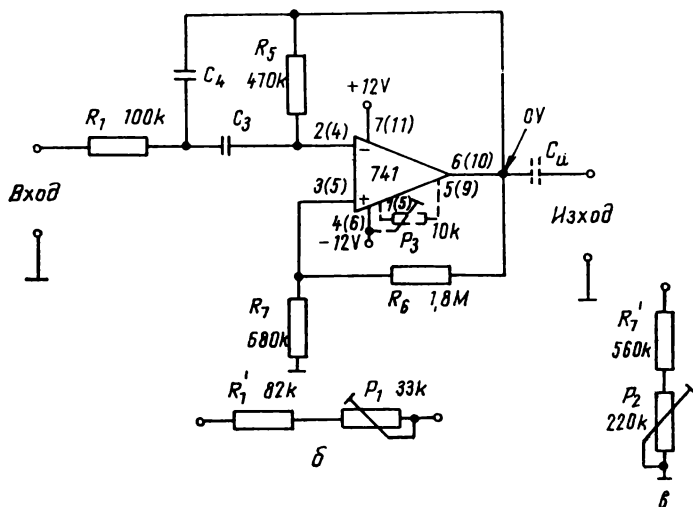 R5
470k
C4
+12V
R1 100k
C3
2(4)
7(11)
0V
Cи
741
6(10)
5(9)
3(5)
1(5)
4(6)
-12V
P3
10k
Вход
Изход
R6 1,8M
R7
680k
R7'
560k
R1' 82k
P1 33k
P2
220k
б
в